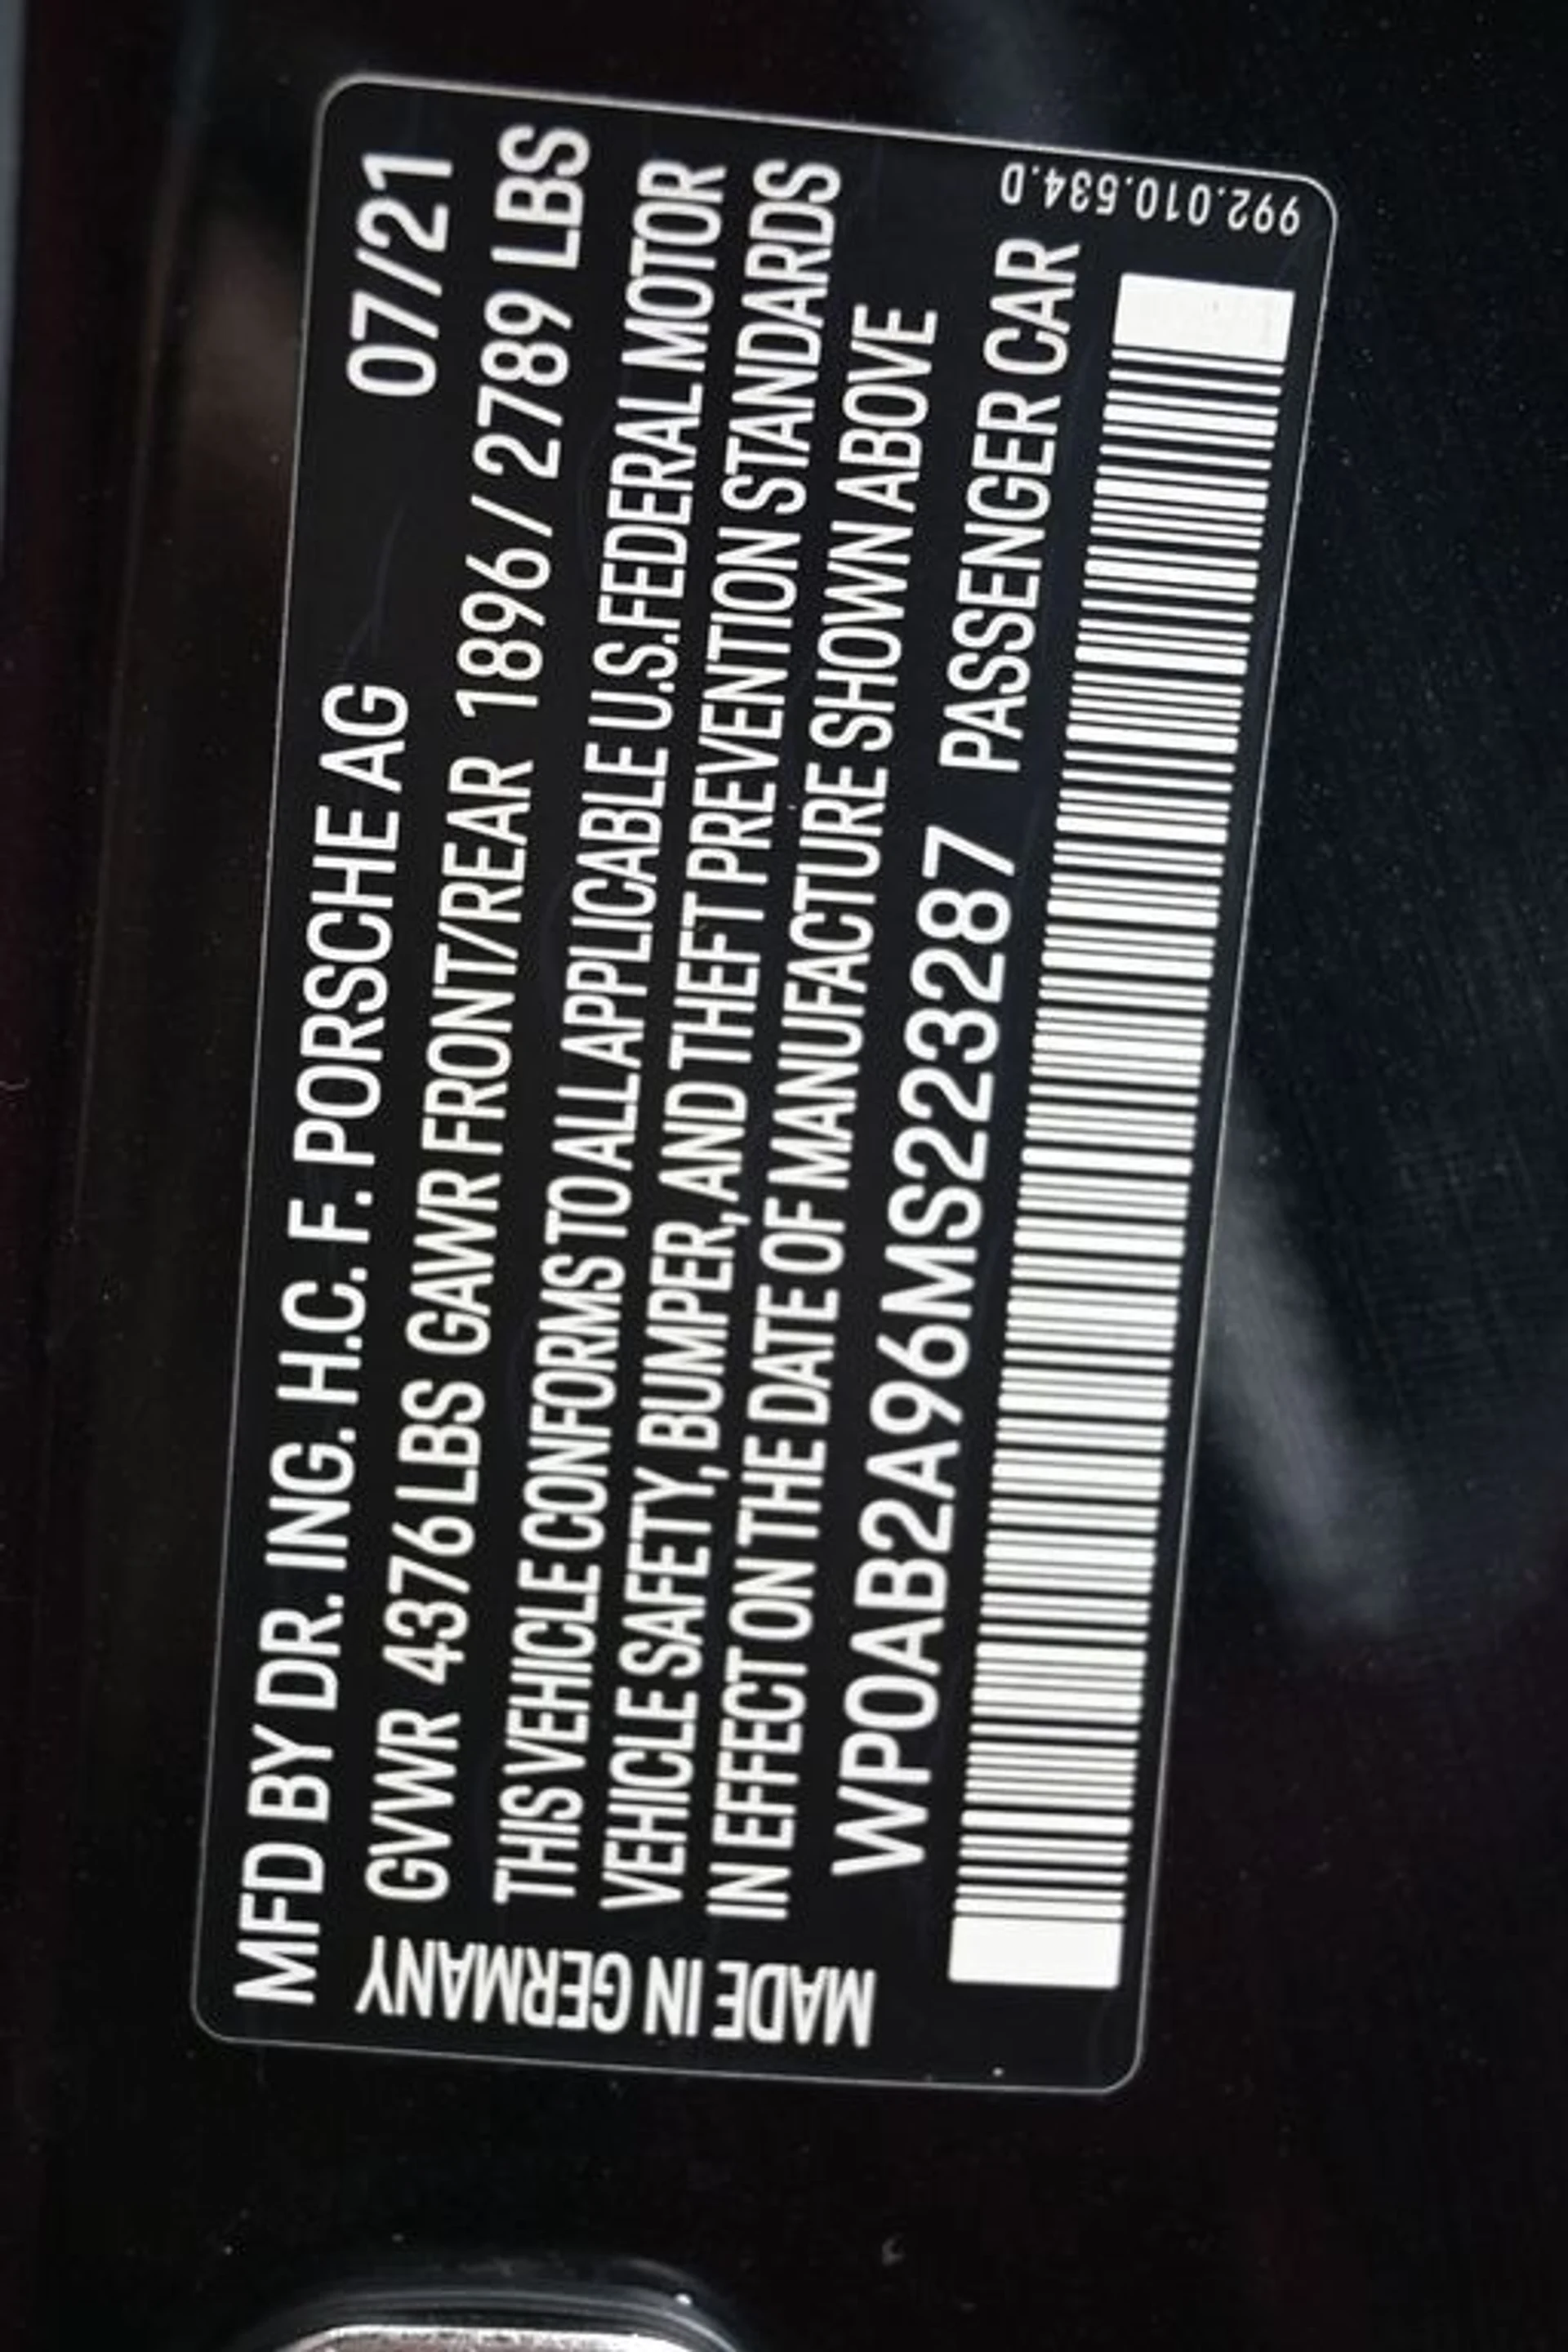 MFD BY DR. ING. H.C. F. PORSCHE AG 07/21
GVWR 4376 LBS GAWR FRONT/REAR 1896 / 2789 LBS
THIS VEHICLE CONFORMS TO ALL APPLICABLE U.S.FEDERAL MOTOR
VEHICLE SAFETY, BUMPER, AND THEFT PREVENTION STANDARDS
IN EFFECT ON THE DATE OF MANUFACTURE SHOWN ABOVE
WP0AB2A96MS223287 PASSENGER CAR
MADE IN GERMANY
992.010.534.D